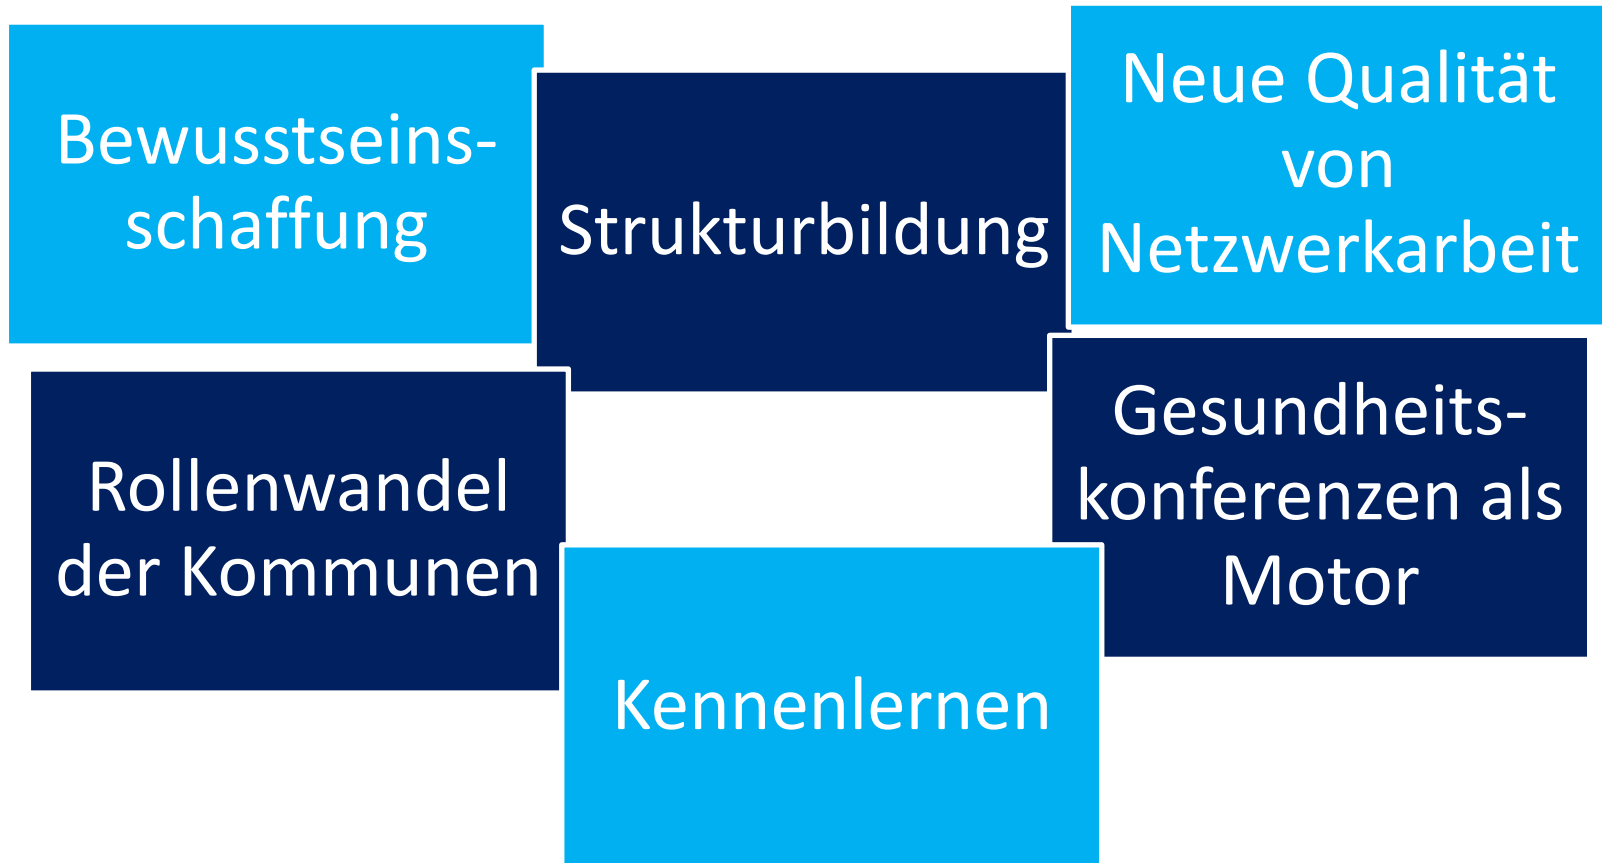 Bewusstseins-
schaffung
Strukturbildung
Neue Qualität
von
Netzwerkarbeit
Rollenwandel
der Kommunen
Kennenlernen
Gesundheits-
konferenzen als
Motor